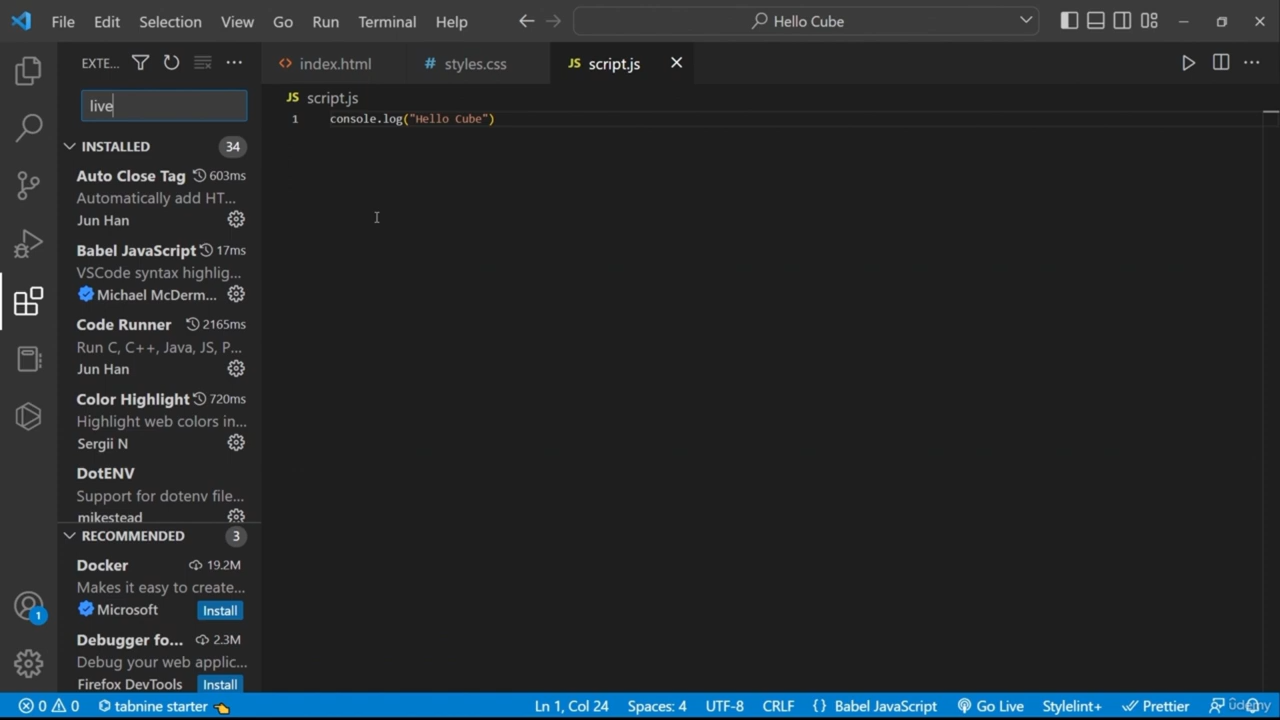 File Edit Selection View Go Run Terminal Help
Hello Cube
EXTE...
index.html
# styles.css
JS script.js
live
JS script.js
1 console.log("Hello Cube")
INSTALLED 34
Auto Close Tag 603ms
Automatically add HT...
Jun Han
Babel JavaScript 17ms
VSCode syntax highlig...
Michael McDerm...
Code Runner 2165ms
Run C, C++, Java, JS, P...
Jun Han
Color Highlight 720ms
Highlight web colors in...
Sergii N
DotENV
Support for dotenv file...
mikestead
RECOMMENDED 3
Docker 19.2M
Makes it easy to create...
Microsoft Install
Debugger fo... 2.3M
Debug your web applic...
Firefox DevTools Install
1
0 0 tabnine starter Ln 1, Col 24 Spaces: 4 UTF-8 CRLF {} Babel JavaScript Go Live Stylelint+ Prettier
udemy